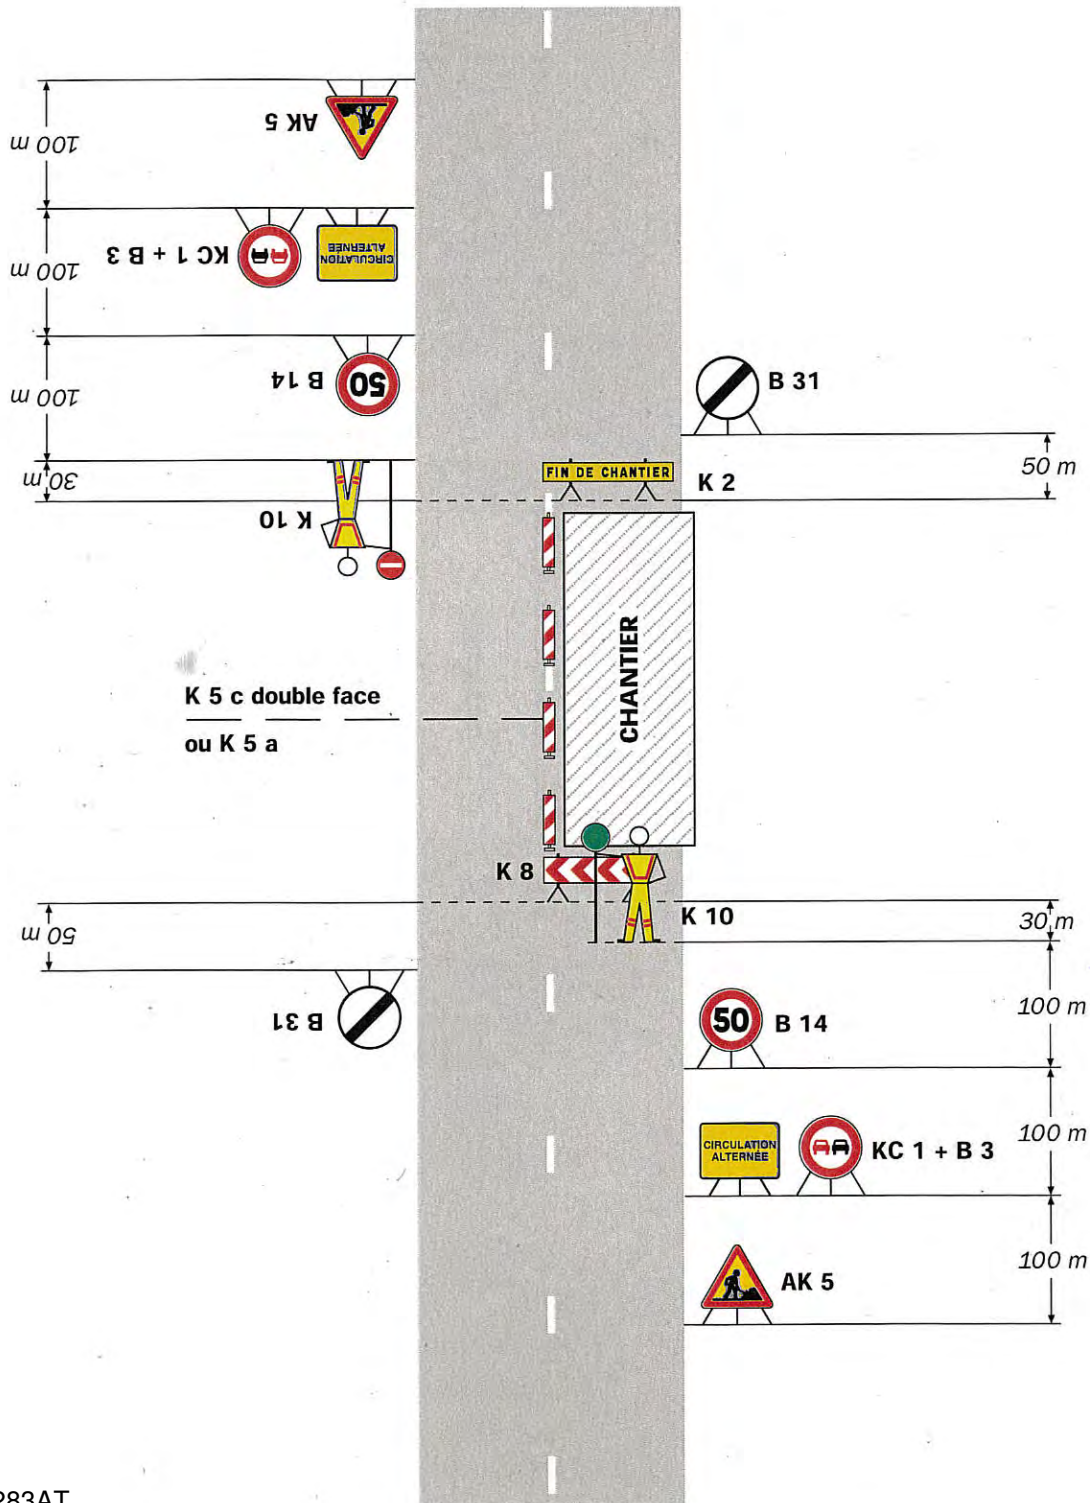 AK 5
100 m
KC 1 + B 3
CIRCULATION
ALTERNÉE
100 m
B 14
50
100 m
B 31
30 m
K 10
FIN DE CHANTIER
K 2
50 m
CHANTIER
K 5 c double face
ou K 5 a
K 8
K 10
30 m
50 m
B 31
50
B 14
100 m
CIRCULATION
ALTERNÉE
KC 1 + B 3
100 m
AK 5
100 m